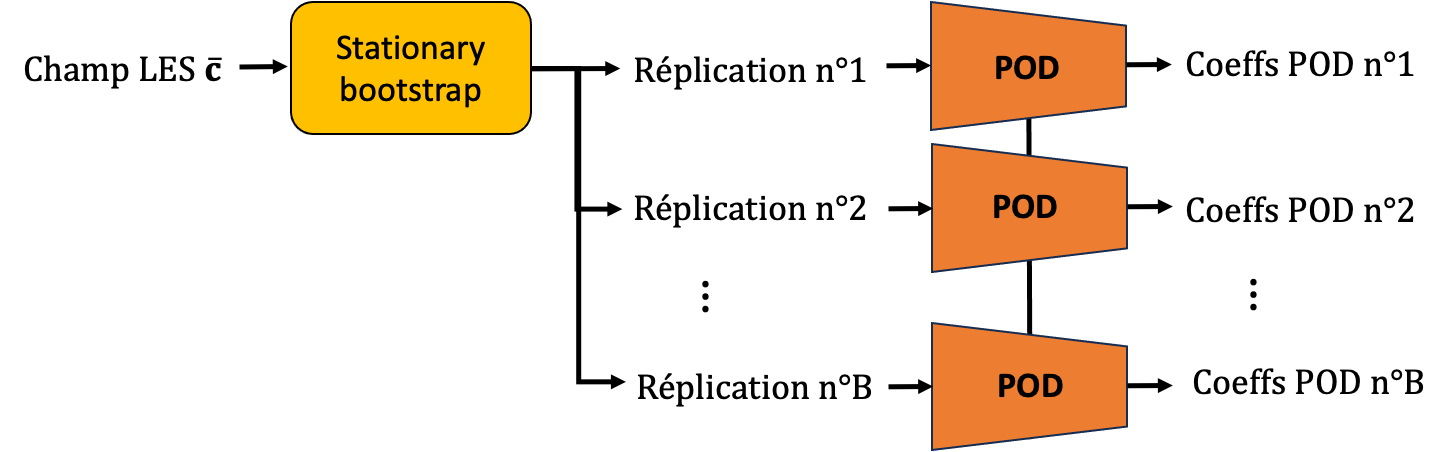 Champ LES c̄
Stationary
bootstrap
Réplication n°1
POD
Coeffs POD n°1
Réplication n°2
POD
Coeffs POD n°2
⋮
⋮
Réplication n°B
POD
Coeffs POD n°B